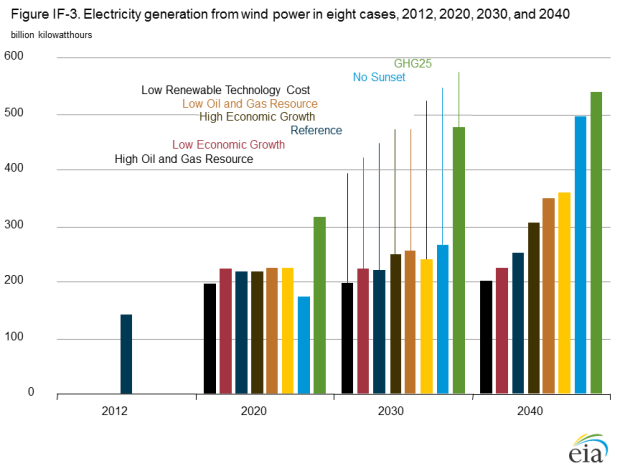 Figure IF-3. Electricity generation from wind power in eight cases, 2012, 2020, 2030, and 2040
billion kilowatthours
600
GHG25
No Sunset
Low Renewable Technology Cost
Low Oil and Gas Resource
500
High Economic Growth
Reference
Low Economic Growth
High Oil and Gas Resource
400
300
200
100
0
2012 2020 2030 2040
eia